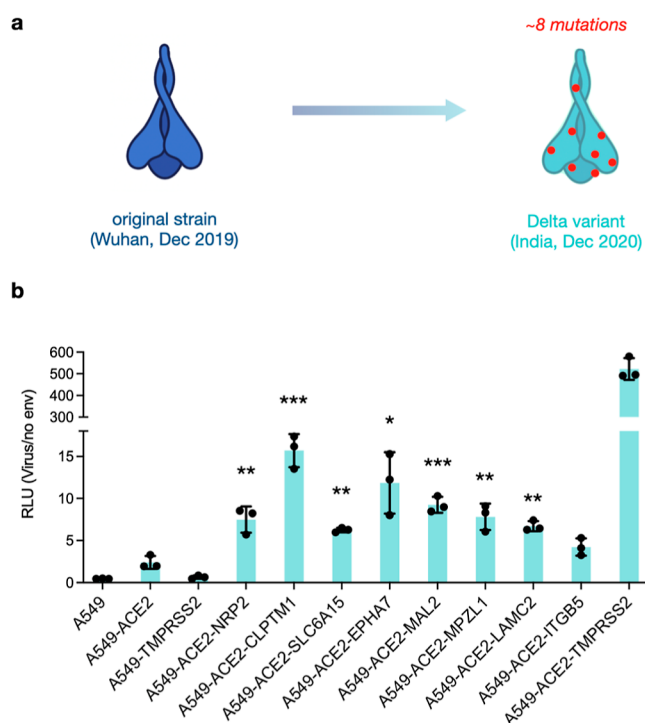 a
~8 mutations
original strain
(Wuhan, Dec 2019)
Delta variant
(India, Dec 2020)
b
RLU (Virus/no env)
600
500
400
300
15
10
5
0
**
***
**
*
***
**
**
A549
A549-ACE2
A549-TMPRSS2
A549-ACE2-NRP2
A549-ACE2-CLPTM1
A549-ACE2-SLC6A15
A549-ACE2-EPHA7
A549-ACE2-MAL2
A549-ACE2-MPZL1
A549-ACE2-LAMC2
A549-ACE2-ITGB5
A549-ACE2-TMPRSS2